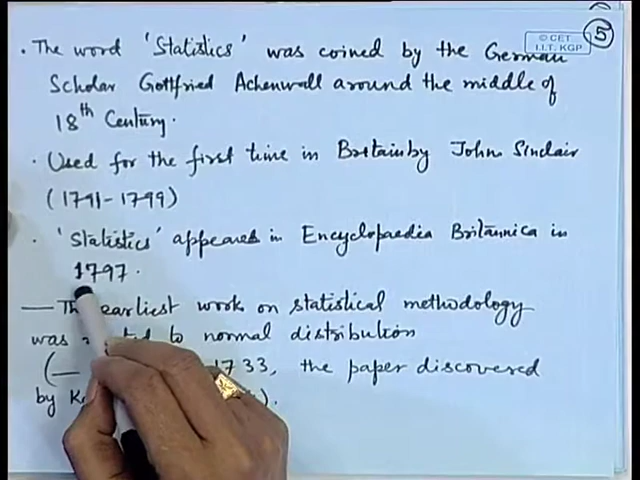 5
© CET
I.I.T. KGP
. The word 'Statistics' was coined by the German
Scholar Gottfried Achenwall around the middle of
18th Century.
. Used for the first time in Britain by John Sinclair
(1791-1799)
. 'Statistics' appeared in Encyclopaedia Britannica in
1797.
— The earliest work on statistical methodology
was to normal distribution
(— 1733, the paper discovered
by ).